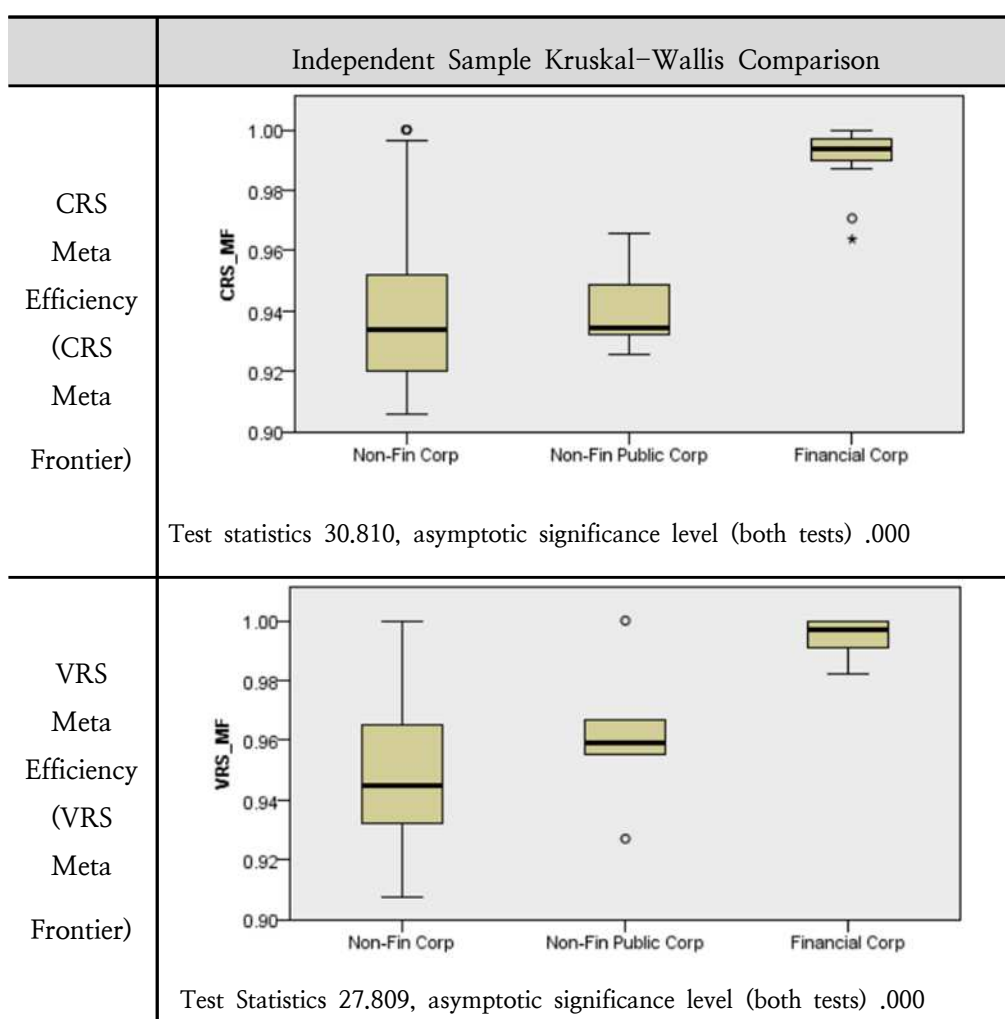 Independent Sample Kruskal-Wallis Comparison
CRS
Meta
Efficiency
(CRS
Meta
Frontier)
CRS_MF
1.00
0.98
0.96
0.94
0.92
0.90
Non-Fin Corp
Non-Fin Public Corp
Financial Corp
Test statistics 30.810, asymptotic significance level (both tests) .000
VRS
Meta
Efficiency
(VRS
Meta
Frontier)
VRS_MF
1.00
0.98
0.96
0.94
0.92
0.90
Non-Fin Corp
Non-Fin Public Corp
Financial Corp
Test Statistics 27.809, asymptotic significance level (both tests) .000